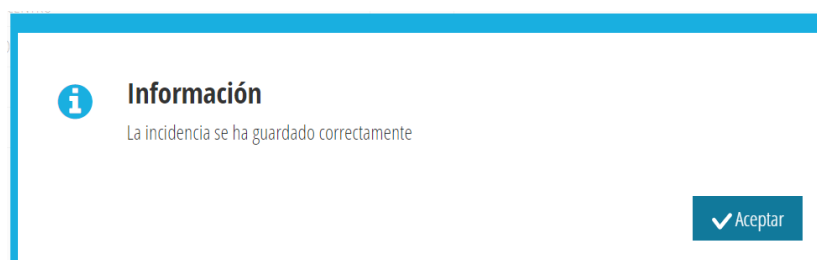 Información
La incidencia se ha guardado correctamente
Aceptar